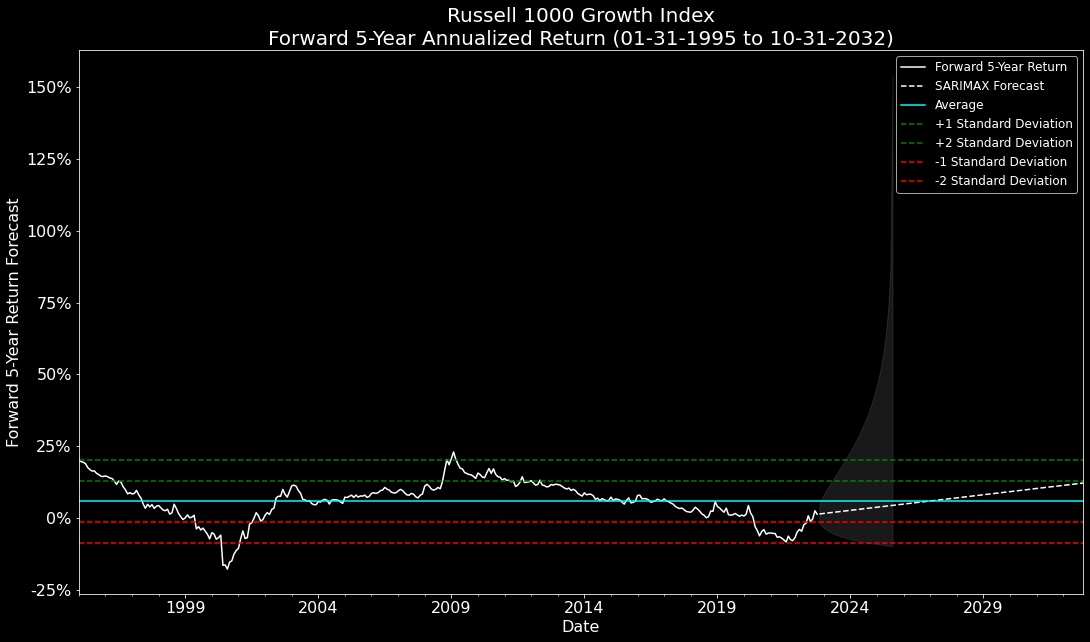 Russell 1000 Growth Index
Forward 5-Year Annualized Return (01-31-1995 to 10-31-2032)
Forward 5-Year Return
SARIMAX Forecast
Average
+1 Standard Deviation
+2 Standard Deviation
-1 Standard Deviation
-2 Standard Deviation
Forward 5-Year Return Forecast
150%
125%
100%
75%
50%
25%
0%
-25%
1999 2004 2009 2014 2019 2024 2029
Date